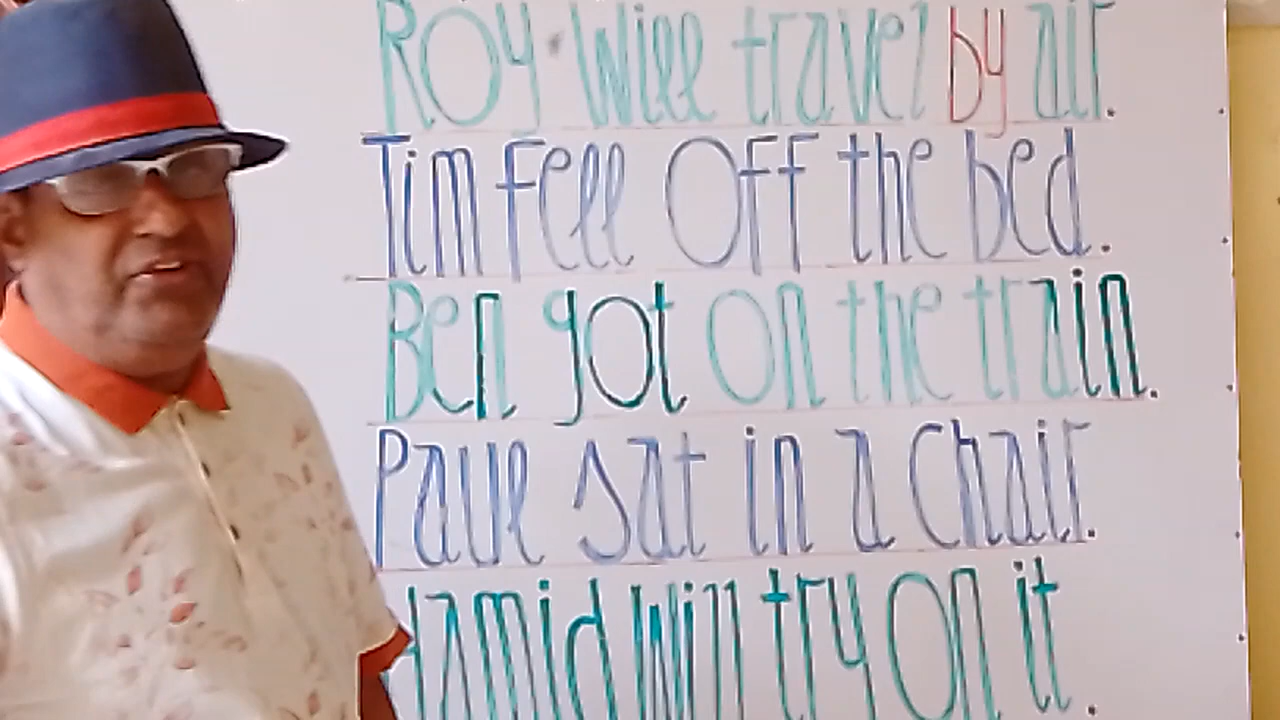 Roy will travel by air.
Tim fell off the bed.
Ben got on the train.
Paul sat in a chair.
Hamid will try on it.